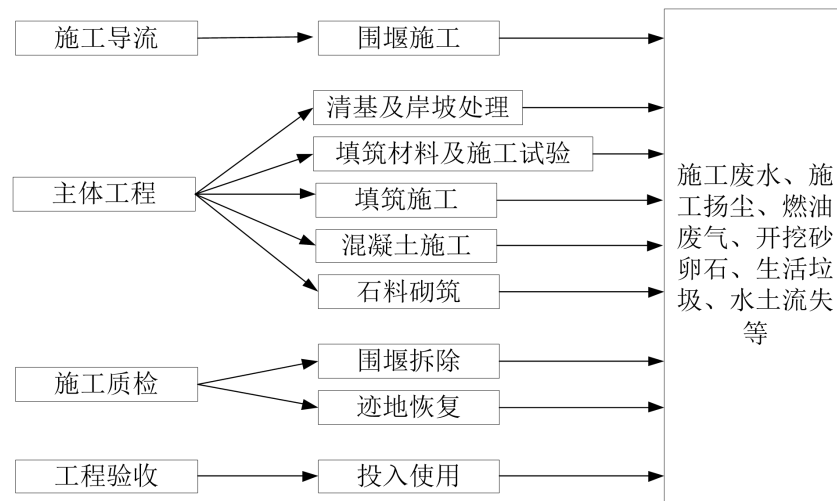 施工导流
围堰施工
主体工程
清基及岸坡处理
填筑材料及施工试验
填筑施工
混凝土施工
石料砌筑
施工质检
围堰拆除
迹地恢复
工程验收
投入使用
施工废水、施
工扬尘、燃油
废气、开挖砂
卵石、生活垃
圾、水土流失
等